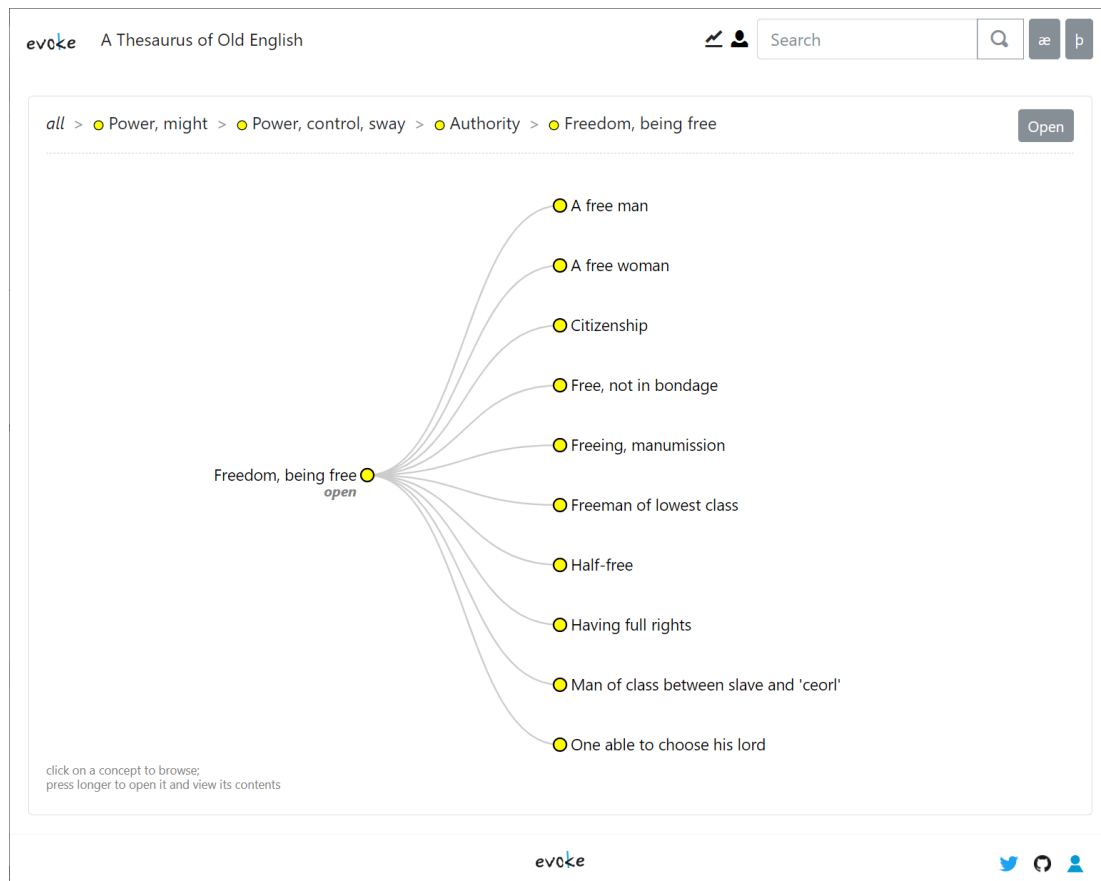 evoke A Thesaurus of Old English Search æ þ
all > Power, might > Power, control, sway > Authority > Freedom, being free Open
A free man
A free woman
Citizenship
Free, not in bondage
Freeing, manumission
Freedom, being free
open
Freeman of lowest class
Half-free
Having full rights
Man of class between slave and 'ceorl'
One able to choose his lord
click on a concept to browse;
press longer to open it and view its contents
evoke